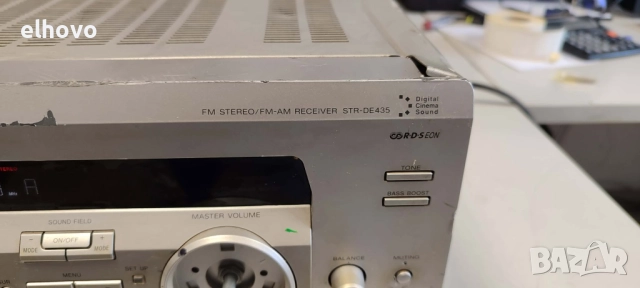 elhovo
FM STEREO/FM-AM RECEIVER STR-DE435
Digital
Cinema
Sound
R·D·S EON
TONE
BASS BOOST
SOUND FIELD
MASTER VOLUME
– ON/OFF +
MODE MODE
SET UP
MENU
BALANCE
MUTING
BAZAR